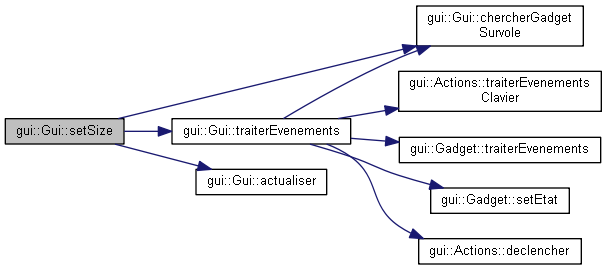 gui::Gui::chercherGadget
Survole
gui::Actions::traiterEvenements
Clavier
gui::Gui::setSize
gui::Gui::traiterEvenements
gui::Gadget::traiterEvenements
gui::Gui::actualiser
gui::Gadget::setEtat
gui::Actions::declencher